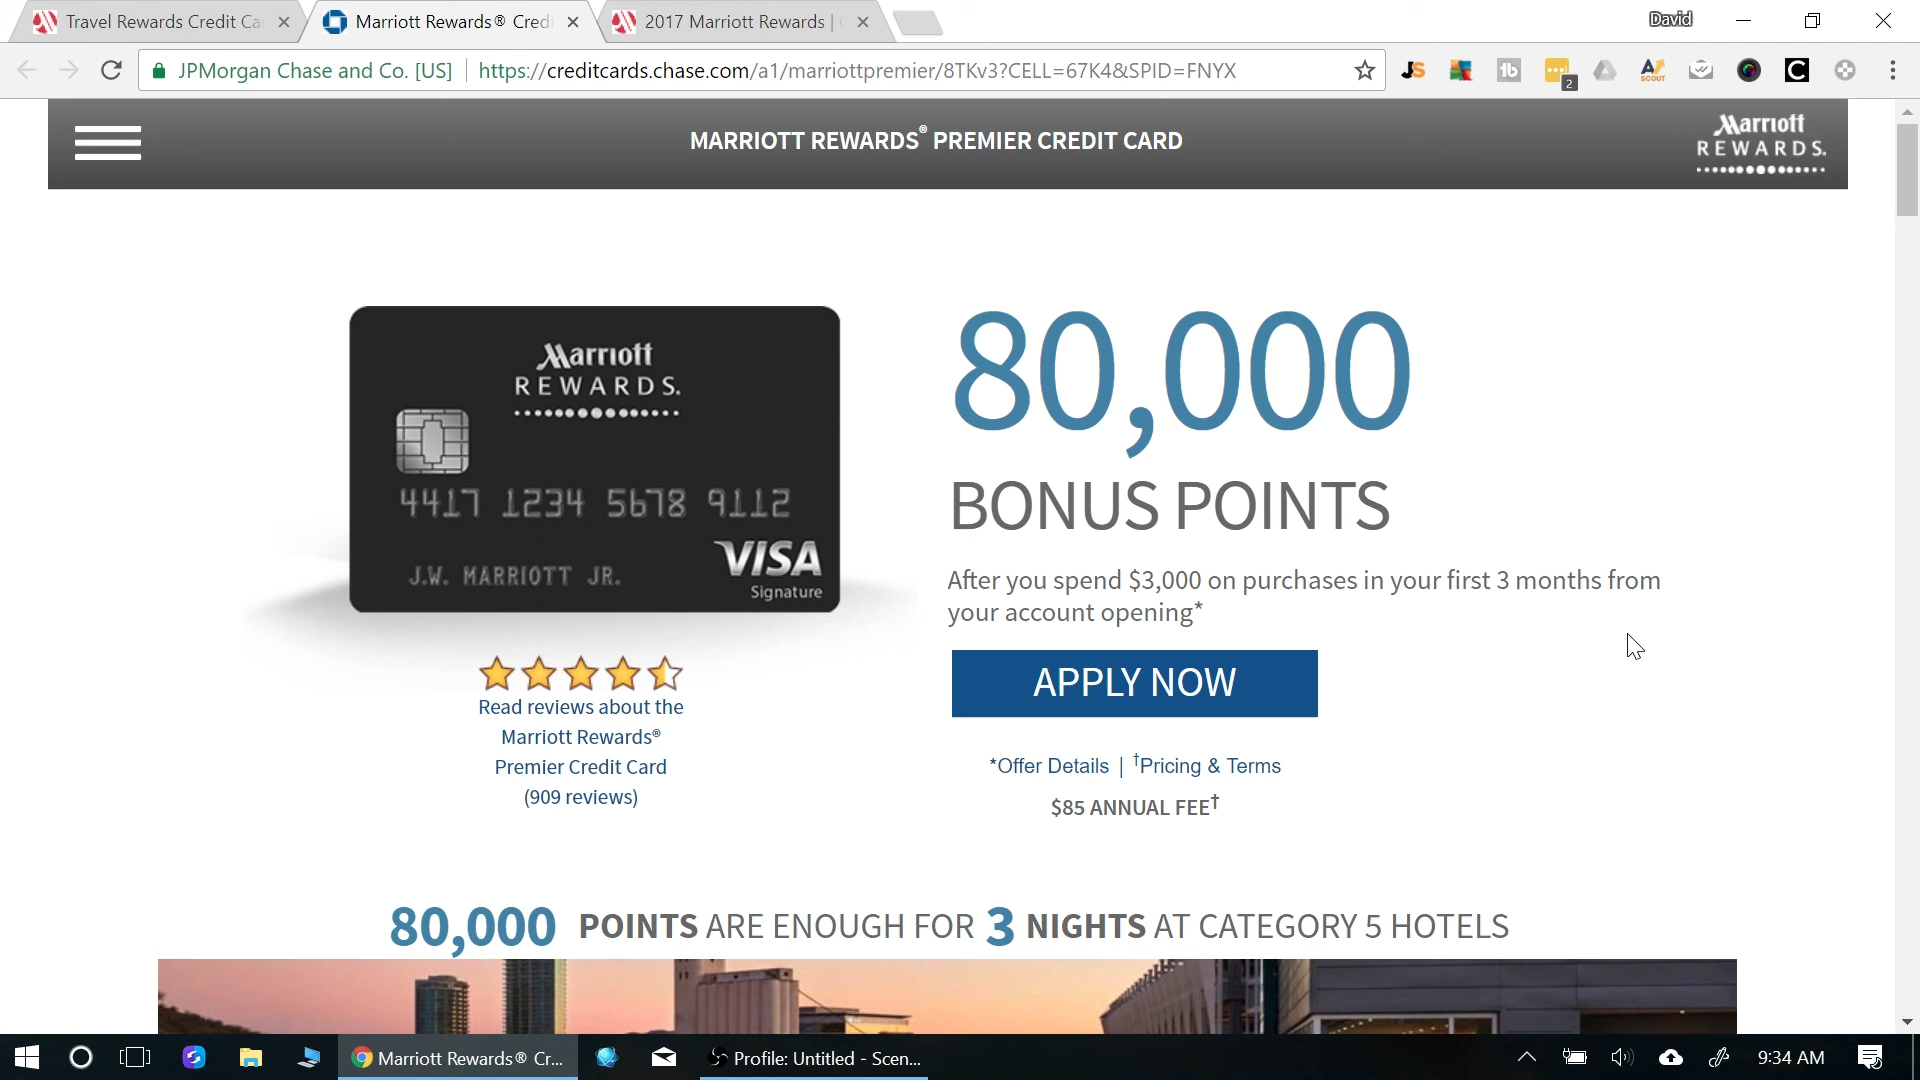 Travel Rewards Credit Ca
Marriott Rewards® Credi
2017 Marriott Rewards |
David
JPMorgan Chase and Co. [US]
https://creditcards.chase.com/a1/marriottpremier/8TKv3?CELL=67K4&SPID=FNYX
JS
tb
2
SCOUT
C
MARRIOTT REWARDS® PREMIER CREDIT CARD
Marriott
REWARDS.
Marriott
REWARDS.
4417 1234 5678 9112
J.W. MARRIOTT JR.
VISA
Signature
Read reviews about the
Marriott Rewards®
Premier Credit Card
(909 reviews)
80,000
BONUS POINTS
After you spend $3,000 on purchases in your first 3 months from
your account opening*
APPLY NOW
*Offer Details | †Pricing & Terms
$85 ANNUAL FEE†
80,000 POINTS ARE ENOUGH FOR 3 NIGHTS AT CATEGORY 5 HOTELS
Marriott Rewards® Cr...
Profile: Untitled - Scen...
9:34 AM